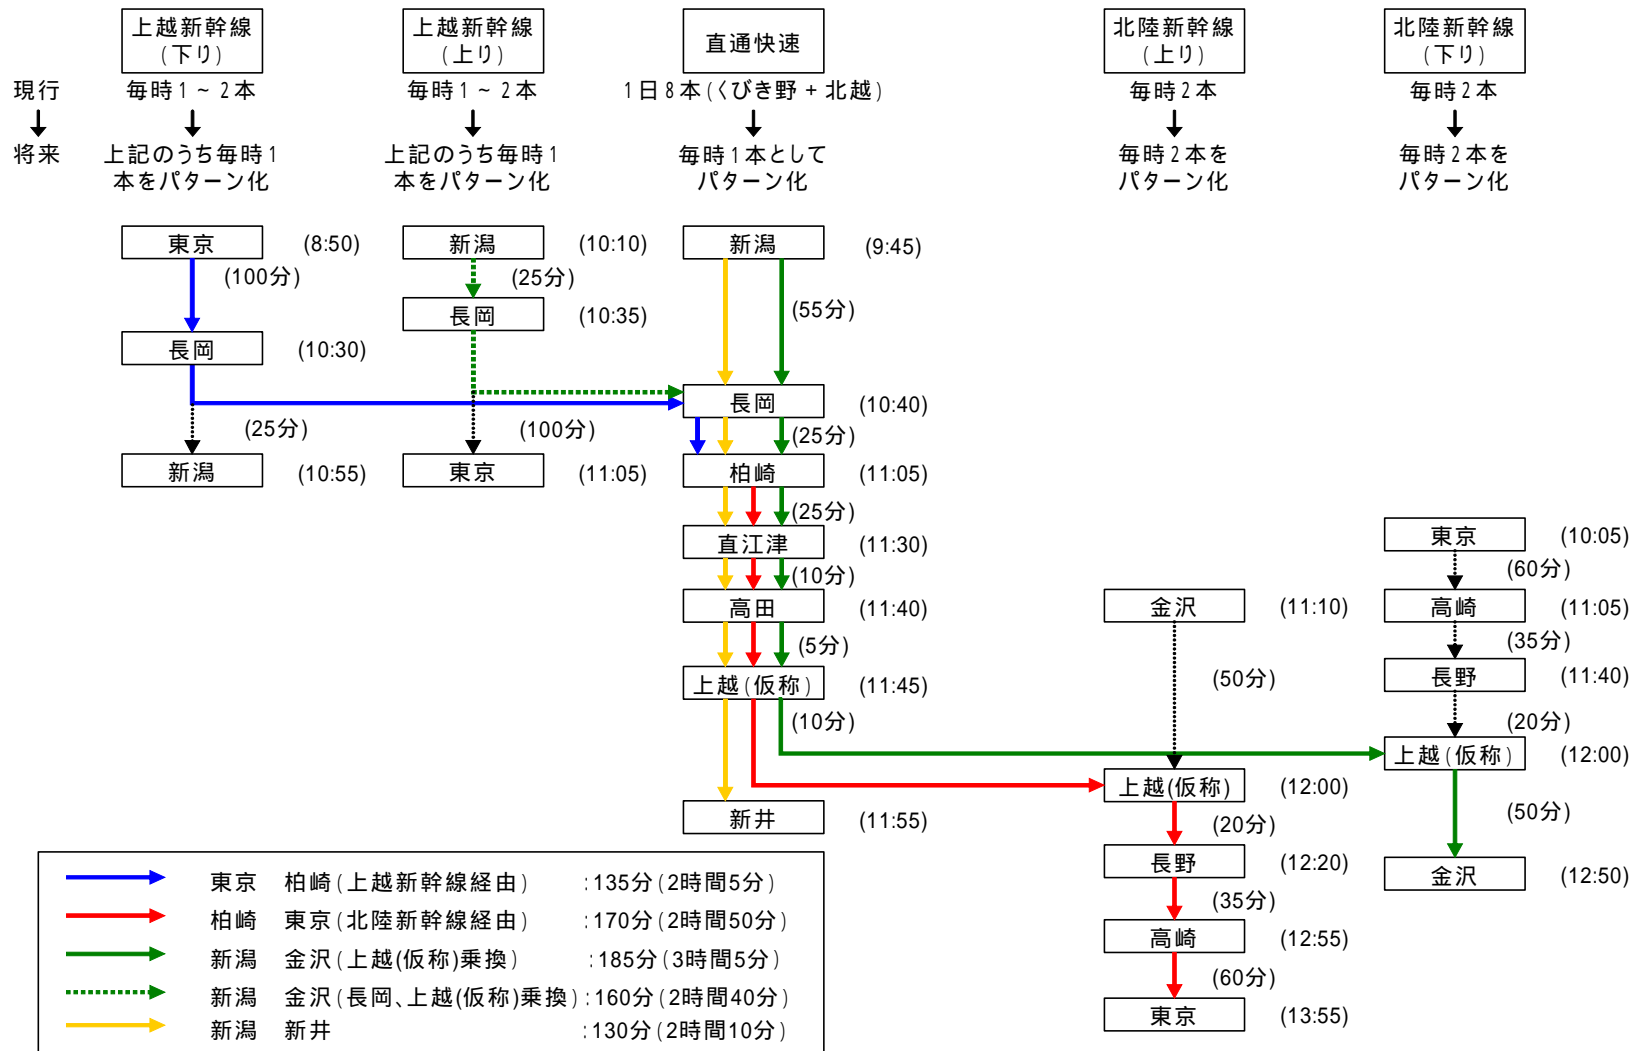 上越新幹線
(下り)
上越新幹線
(上り)
直通快速
北陸新幹線
(上り)
北陸新幹線
(下り)
現行
毎時1～2本
毎時1～2本
1日8本(くびき野+北越)
毎時2本
毎時2本
将来
上記のうち毎時1
本をパターン化
上記のうち毎時1
本をパターン化
毎時1本として
パターン化
毎時2本を
パターン化
毎時2本を
パターン化
東京 (8:50)
(100分)
長岡 (10:30)
(25分)
新潟 (10:55)
新潟 (10:10)
(25分)
長岡 (10:35)
(100分)
東京 (11:05)
新潟 (9:45)
(55分)
長岡 (10:40)
(25分)
柏崎 (11:05)
(25分)
直江津 (11:30)
(10分)
高田 (11:40)
(5分)
上越(仮称) (11:45)
(10分)
新井 (11:55)
金沢 (11:10)
(50分)
上越(仮称) (12:00)
(20分)
長野 (12:20)
(35分)
高崎 (12:55)
(60分)
東京 (13:55)
東京 (10:05)
(60分)
高崎 (11:05)
(35分)
長野 (11:40)
(20分)
上越(仮称) (12:00)
(50分)
金沢 (12:50)
東京 柏崎(上越新幹線経由) :135分(2時間5分)
柏崎 東京(北陸新幹線経由) :170分(2時間50分)
新潟 金沢(上越(仮称)乗換) :185分(3時間5分)
新潟 金沢(長岡、上越(仮称)乗換):160分(2時間40分)
新潟 新井 :130分(2時間10分)